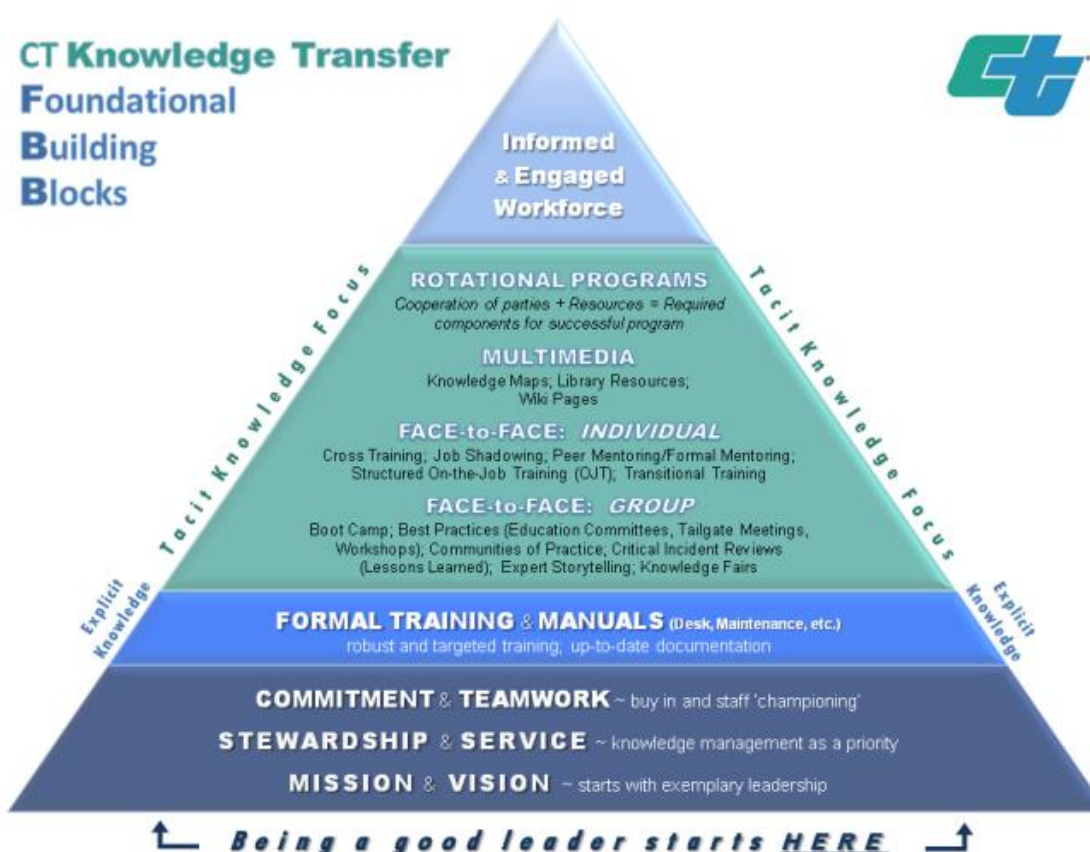 CT Knowledge Transfer
Foundational
Building
Blocks
Ct
Informed
& Engaged
Workforce
Tacit Knowledge Focus
Tacit Knowledge Focus
ROTATIONAL PROGRAMS
Cooperation of parties + Resources = Required
components for successful program
MULTIMEDIA
Knowledge Maps; Library Resources;
Wiki Pages
FACE-to-FACE: INDIVIDUAL
Cross Training; Job Shadowing; Peer Mentoring/Formal Mentoring;
Structured On-the-Job Training (OJT); Transitional Training
FACE-to-FACE: GROUP
Boot Camp; Best Practices (Education Committees, Tailgate Meetings,
Workshops); Communities of Practice; Critical Incident Reviews
(Lessons Learned); Expert Storytelling; Knowledge Fairs
Explicit
Knowledge
Explicit
Knowledge
FORMAL TRAINING & MANUALS (Desk, Maintenance, etc.)
robust and targeted training; up-to-date documentation
COMMITMENT & TEAMWORK ~ buy in and staff 'championing'
STEWARDSHIP & SERVICE ~ knowledge management as a priority
MISSION & VISION ~ starts with exemplary leadership
Being a good leader starts HERE